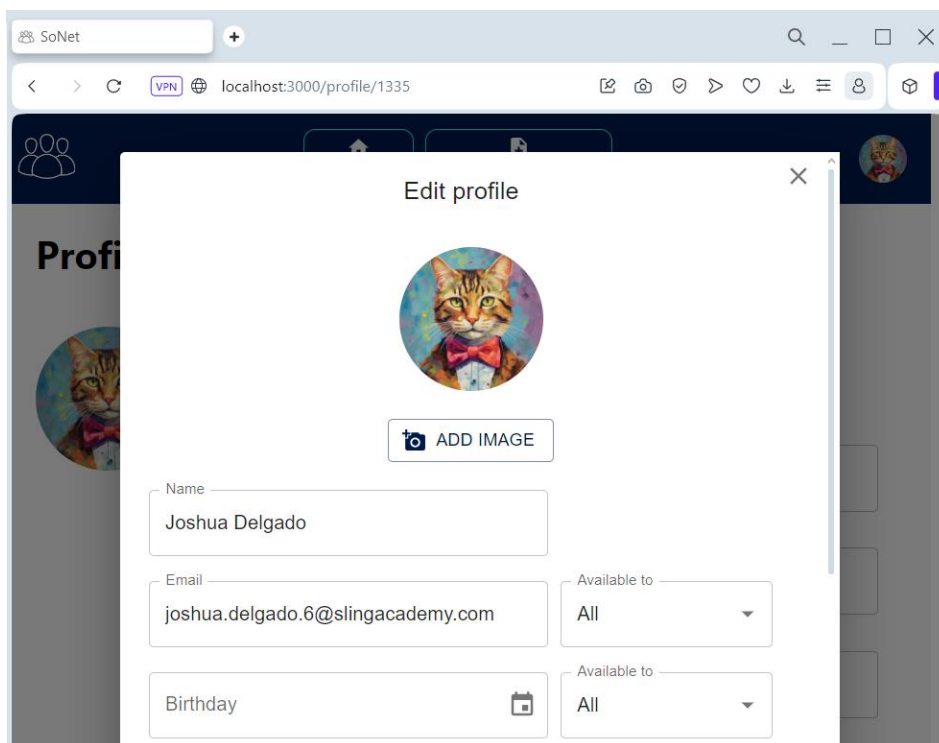 SoNet
VPN localhost:3000/profile/1335
Edit profile
Profi
ADD IMAGE
Name
Joshua Delgado
Email
joshua.delgado.6@slingacademy.com
Available to
All
Birthday
Available to
All